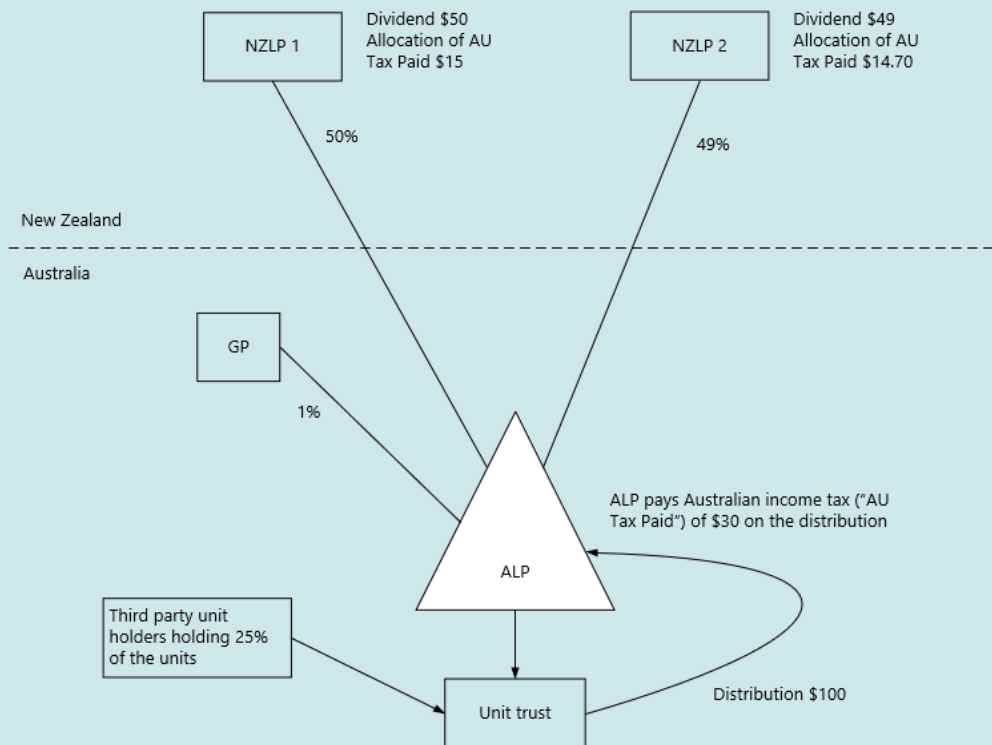 NZLP 1
Dividend $50
Allocation of AU
Tax Paid $15
NZLP 2
Dividend $49
Allocation of AU
Tax Paid $14.70
50%
49%
New Zealand
Australia
GP
1%
ALP pays Australian income tax (“AU
Tax Paid”) of $30 on the distribution
ALP
Third party unit
holders holding 25%
of the units
Unit trust
Distribution $100